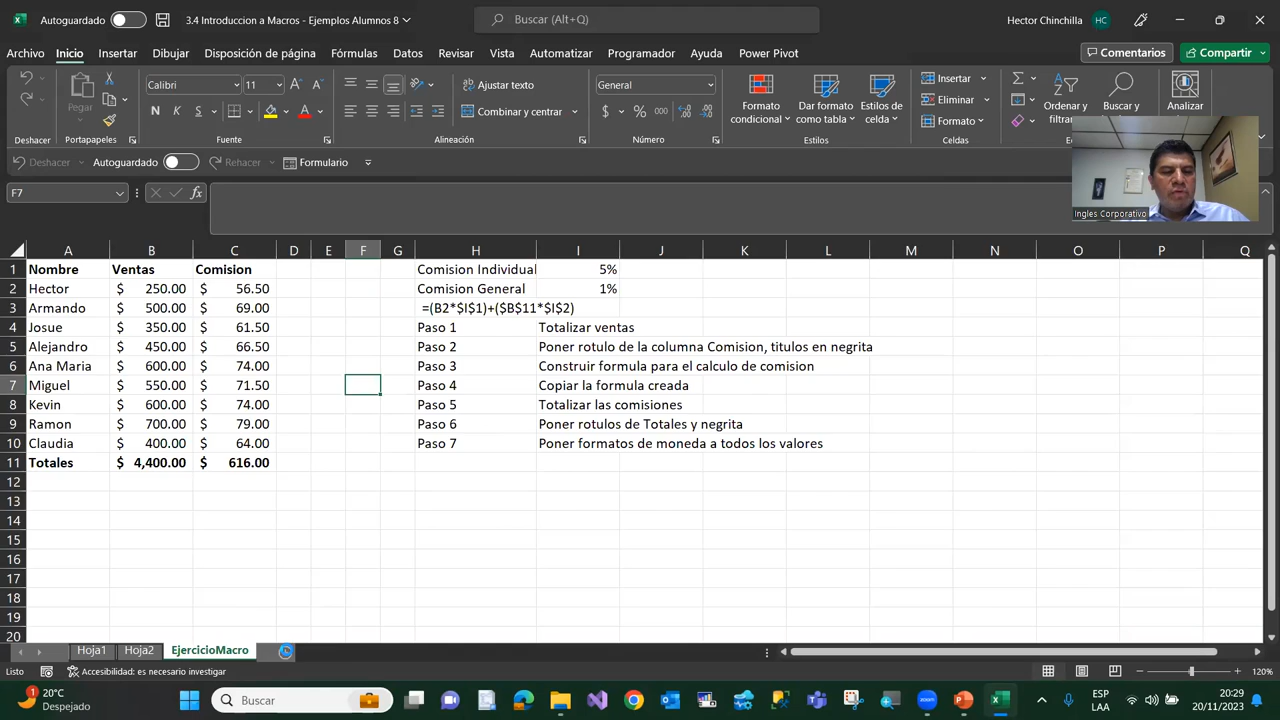 Autoguardado
3.4 Introduccion a Macros - Ejemplos Alumnos 8
Buscar (Alt+Q)
Hector Chinchilla
HC
Archivo Inicio Insertar Dibujar Disposición de página Fórmulas Datos Revisar Vista Automatizar Programador Ayuda Power Pivot
Comentarios
Compartir
Pegar
Calibri 11
N K S
Ajustar texto
Combinar y centrar
General
$ % 000
Formato condicional
Dar formato como tabla
Estilos de celda
Insertar
Eliminar
Formato
Ordenar y
Buscar y
Analizar
Deshacer Portapapeles Fuente Alineación Número Estilos Celdas
Deshacer Autoguardado Rehacer Formulario
Ingles Corporativo
F7 fx
A B C D E F G H I J K L M N O P Q
1 Nombre Ventas Comision Comision Individual 5%
2 Hector $ 250.00 $ 56.50 Comision General 1%
3 Armando $ 500.00 $ 69.00 =(B2*$I$1)+($B$11*$I$2)
4 Josue $ 350.00 $ 61.50 Paso 1 Totalizar ventas
5 Alejandro $ 450.00 $ 66.50 Paso 2 Poner rotulo de la columna Comision, titulos en negrita
6 Ana Maria $ 600.00 $ 74.00 Paso 3 Construir formula para el calculo de comision
7 Miguel $ 550.00 $ 71.50 Paso 4 Copiar la formula creada
8 Kevin $ 600.00 $ 74.00 Paso 5 Totalizar las comisiones
9 Ramon $ 700.00 $ 79.00 Paso 6 Poner rotulos de Totales y negrita
10 Claudia $ 400.00 $ 64.00 Paso 7 Poner formatos de moneda a todos los valores
11 Totales $ 4,400.00 $ 616.00
12
13
14
15
16
17
18
19
20
Hoja1 Hoja2 EjercicioMacro
Listo Accesibilidad: es necesario investigar 120%
20°C
Despejado
Buscar
ESP
LAA
20:29
20/11/2023